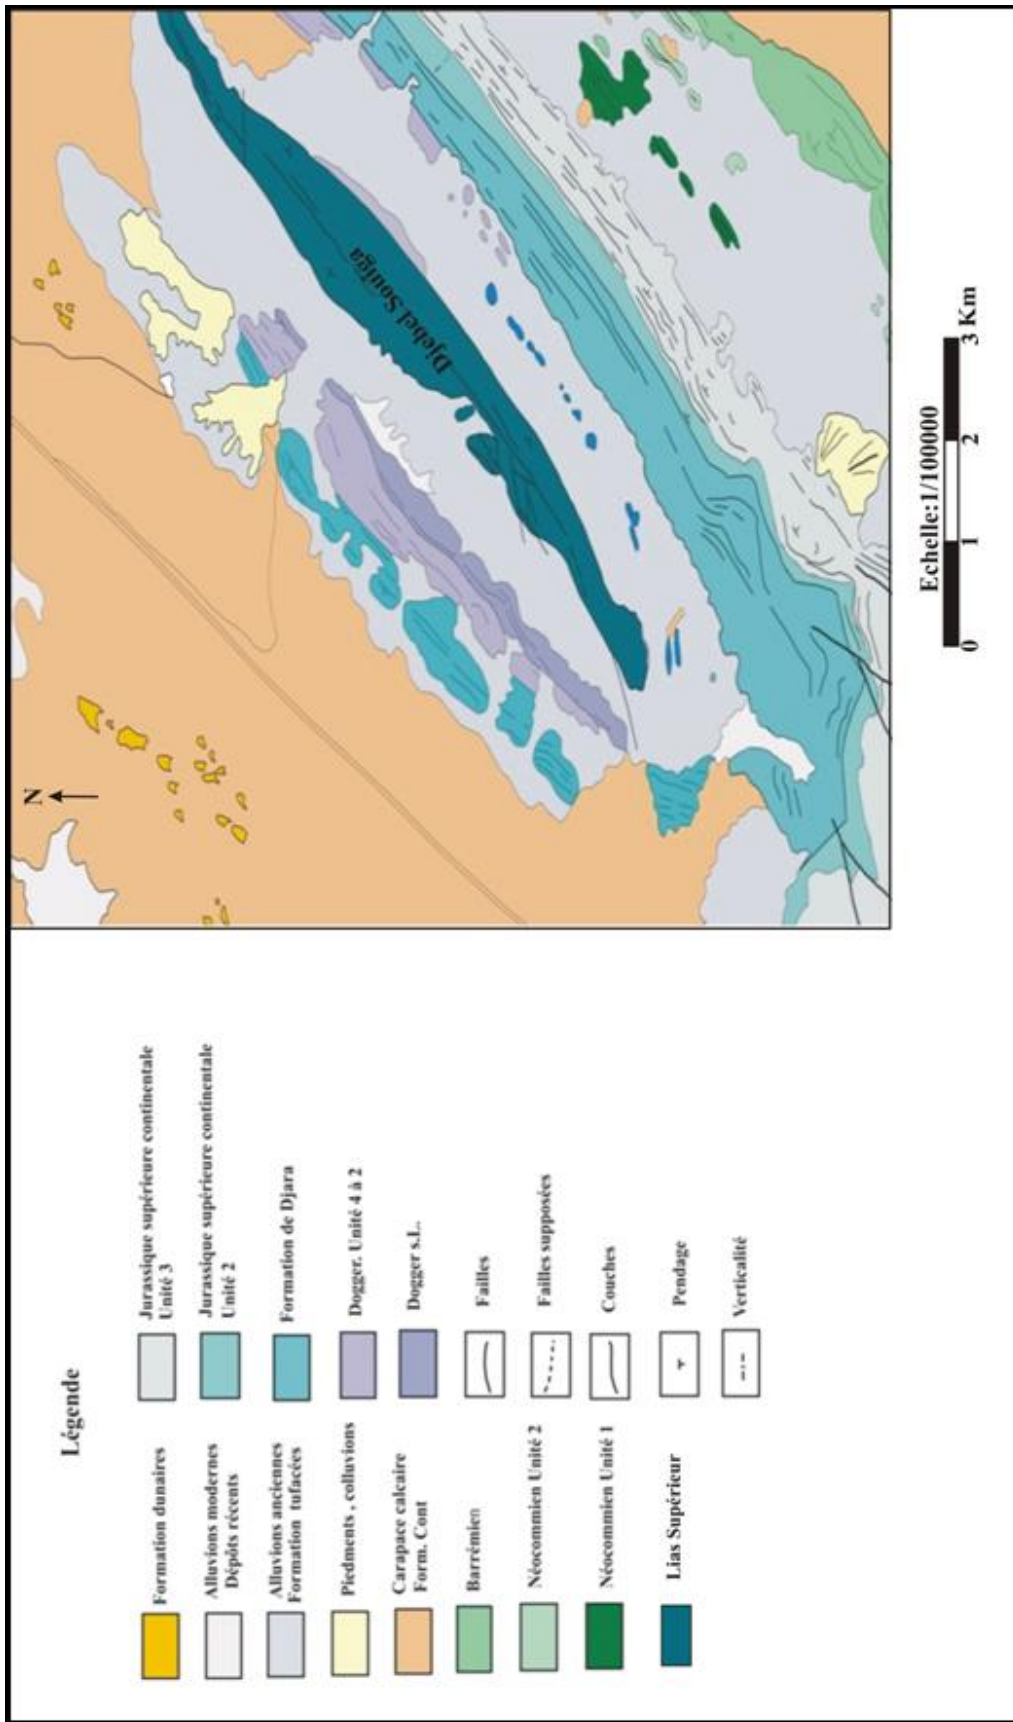 N
Djebel Souiga
Echelle:1/100000
0 1 2 3 Km
Légende
Formation dunaires
Alluvions modernes
Dépôts récents
Alluvions anciennes
Formation tufacées
Piedments , colluvions
Carapace calcaire
Form. Cont
Barrémien
Néocommien Unité 2
Néocommien Unité 1
Lias Supérieur
Jurassique supérieure continentale
Unité 3
Jurassique supérieure continentale
Unité 2
Formation de Djara
Dogger. Unité 4 à 2
Dogger s.l..
Failles
Failles supposées
Couches
Pendage
Verticalité